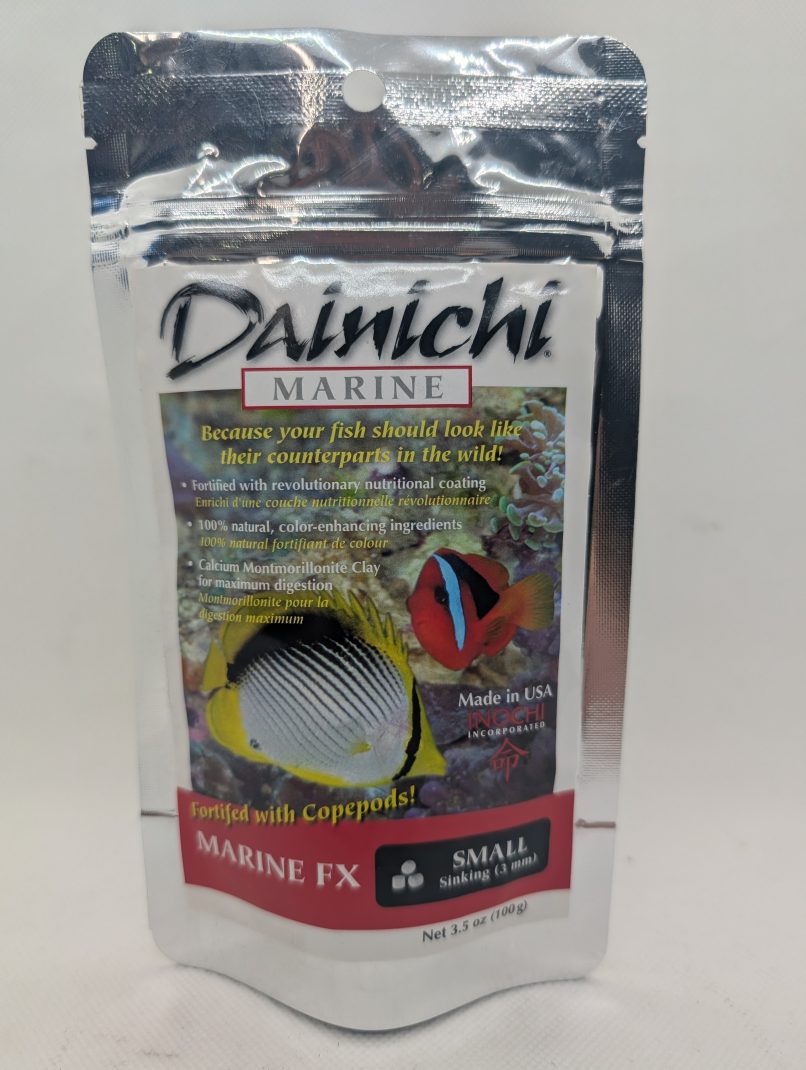 Dainichi®
MARINE
Because your fish should look like
their counterparts in the wild!
• Fortified with revolutionary nutritional coating
Enrichi d'une couche nutritionnelle révolutionnaire
• 100% natural, color-enhancing ingredients
100% natural fortifiant de colour
• Calcium Montmorillonite Clay
for maximum digestion
Montmorillonite pour la
digestion maximum
Made in USA
INOCHI
INCORPORATED
命
Fortifed with Copepods!
MARINE FX
SMALL
Sinking (3 mm)
Net 3.5 oz (100g)